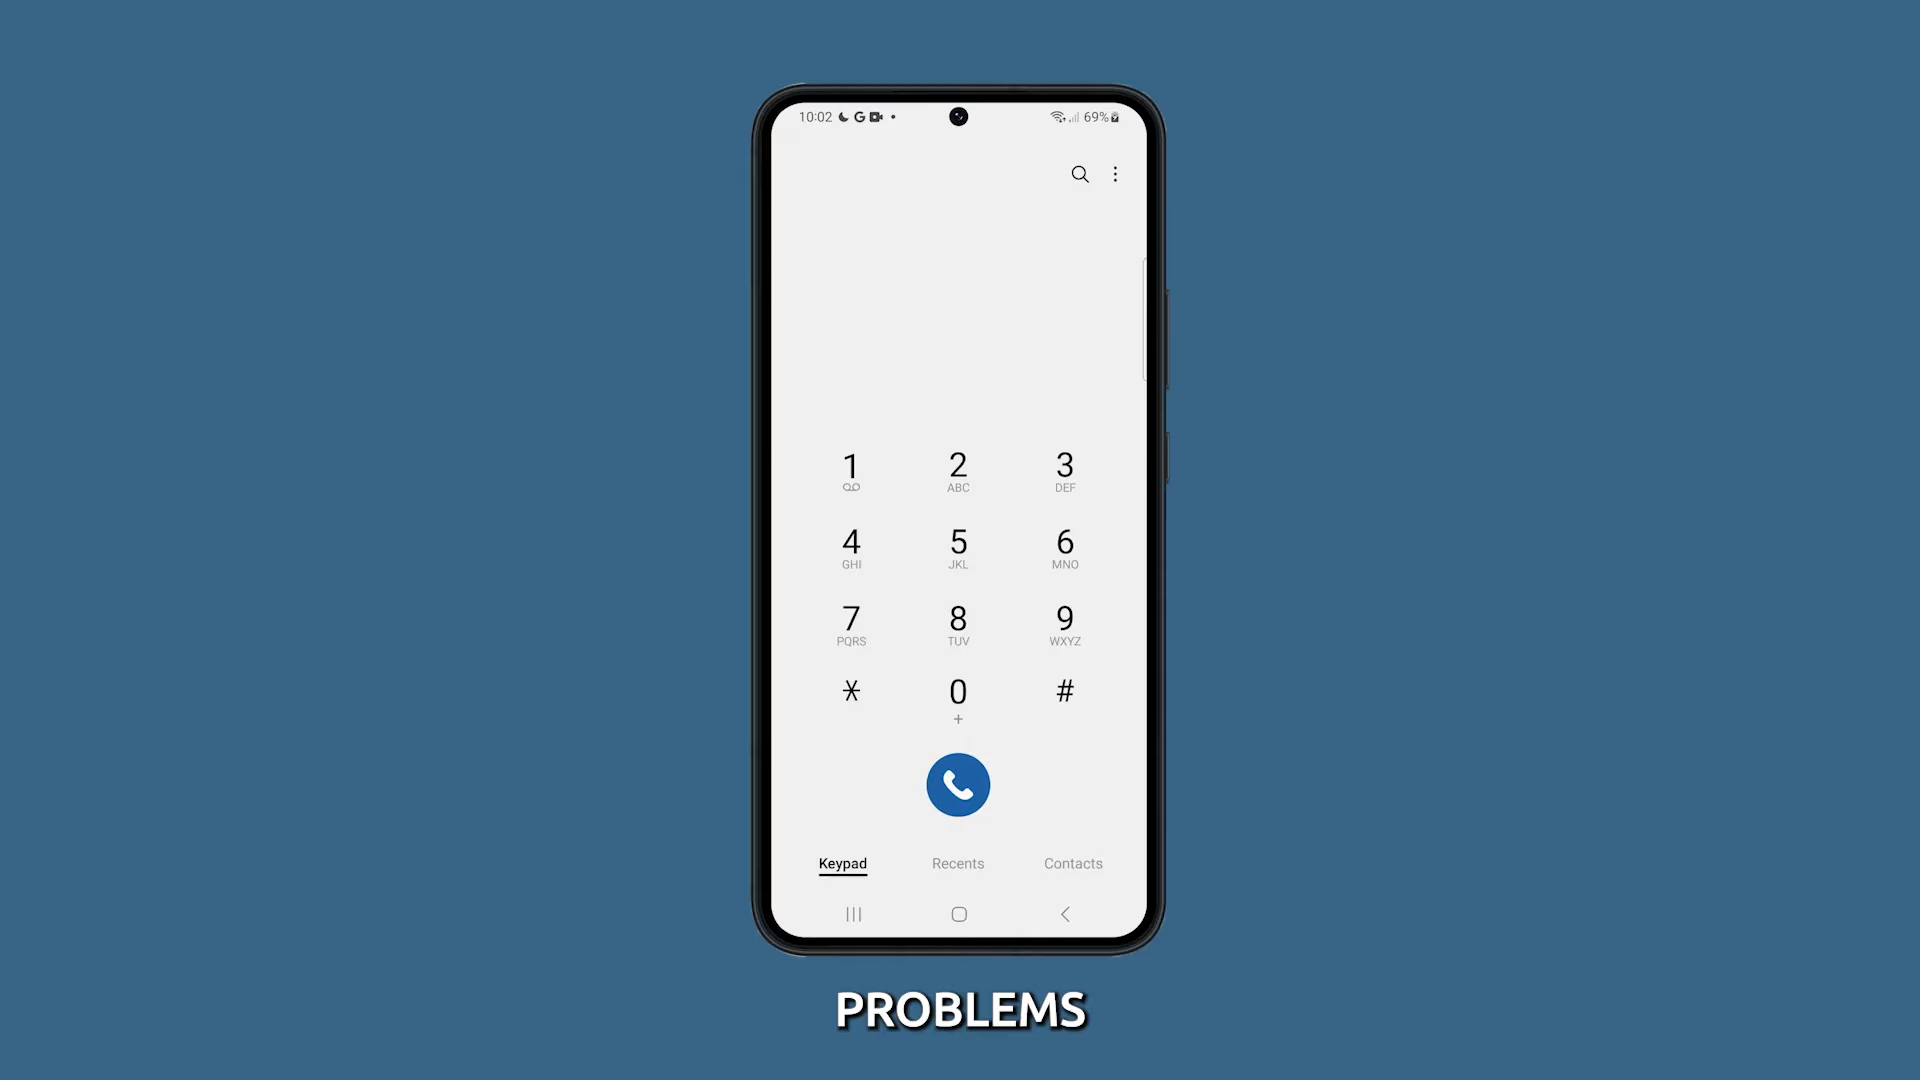 10:02 G 69%
1 2 3
ABC DEF
4 5 6
GHI JKL MNO
7 8 9
PQRS TUV WXYZ
* 0 #
+
Keypad Recents Contacts
PROBLEMS